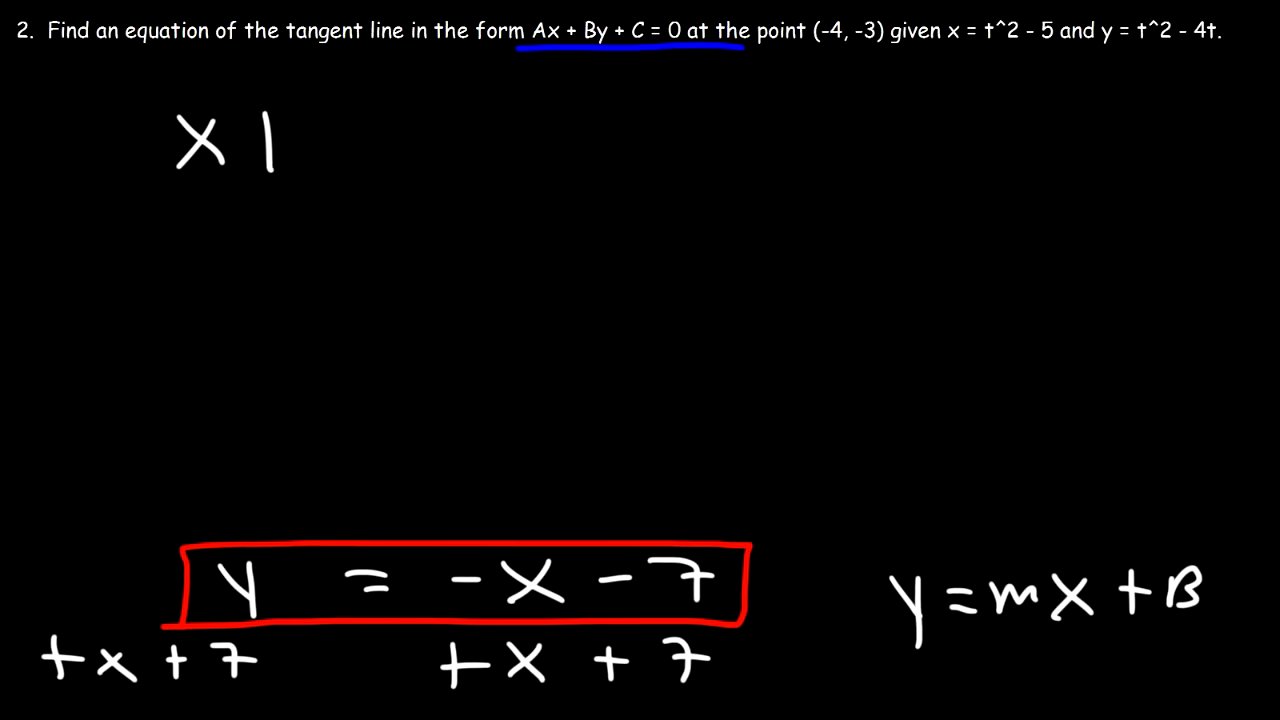 2. Find an equation of the tangent line in the form Ax + By + C = 0 at the point (-4, -3) given x = t^2 - 5 and y = t^2 - 4t.
x |
y = -x - 7
y = mx + B
+x + 7 +x + 7